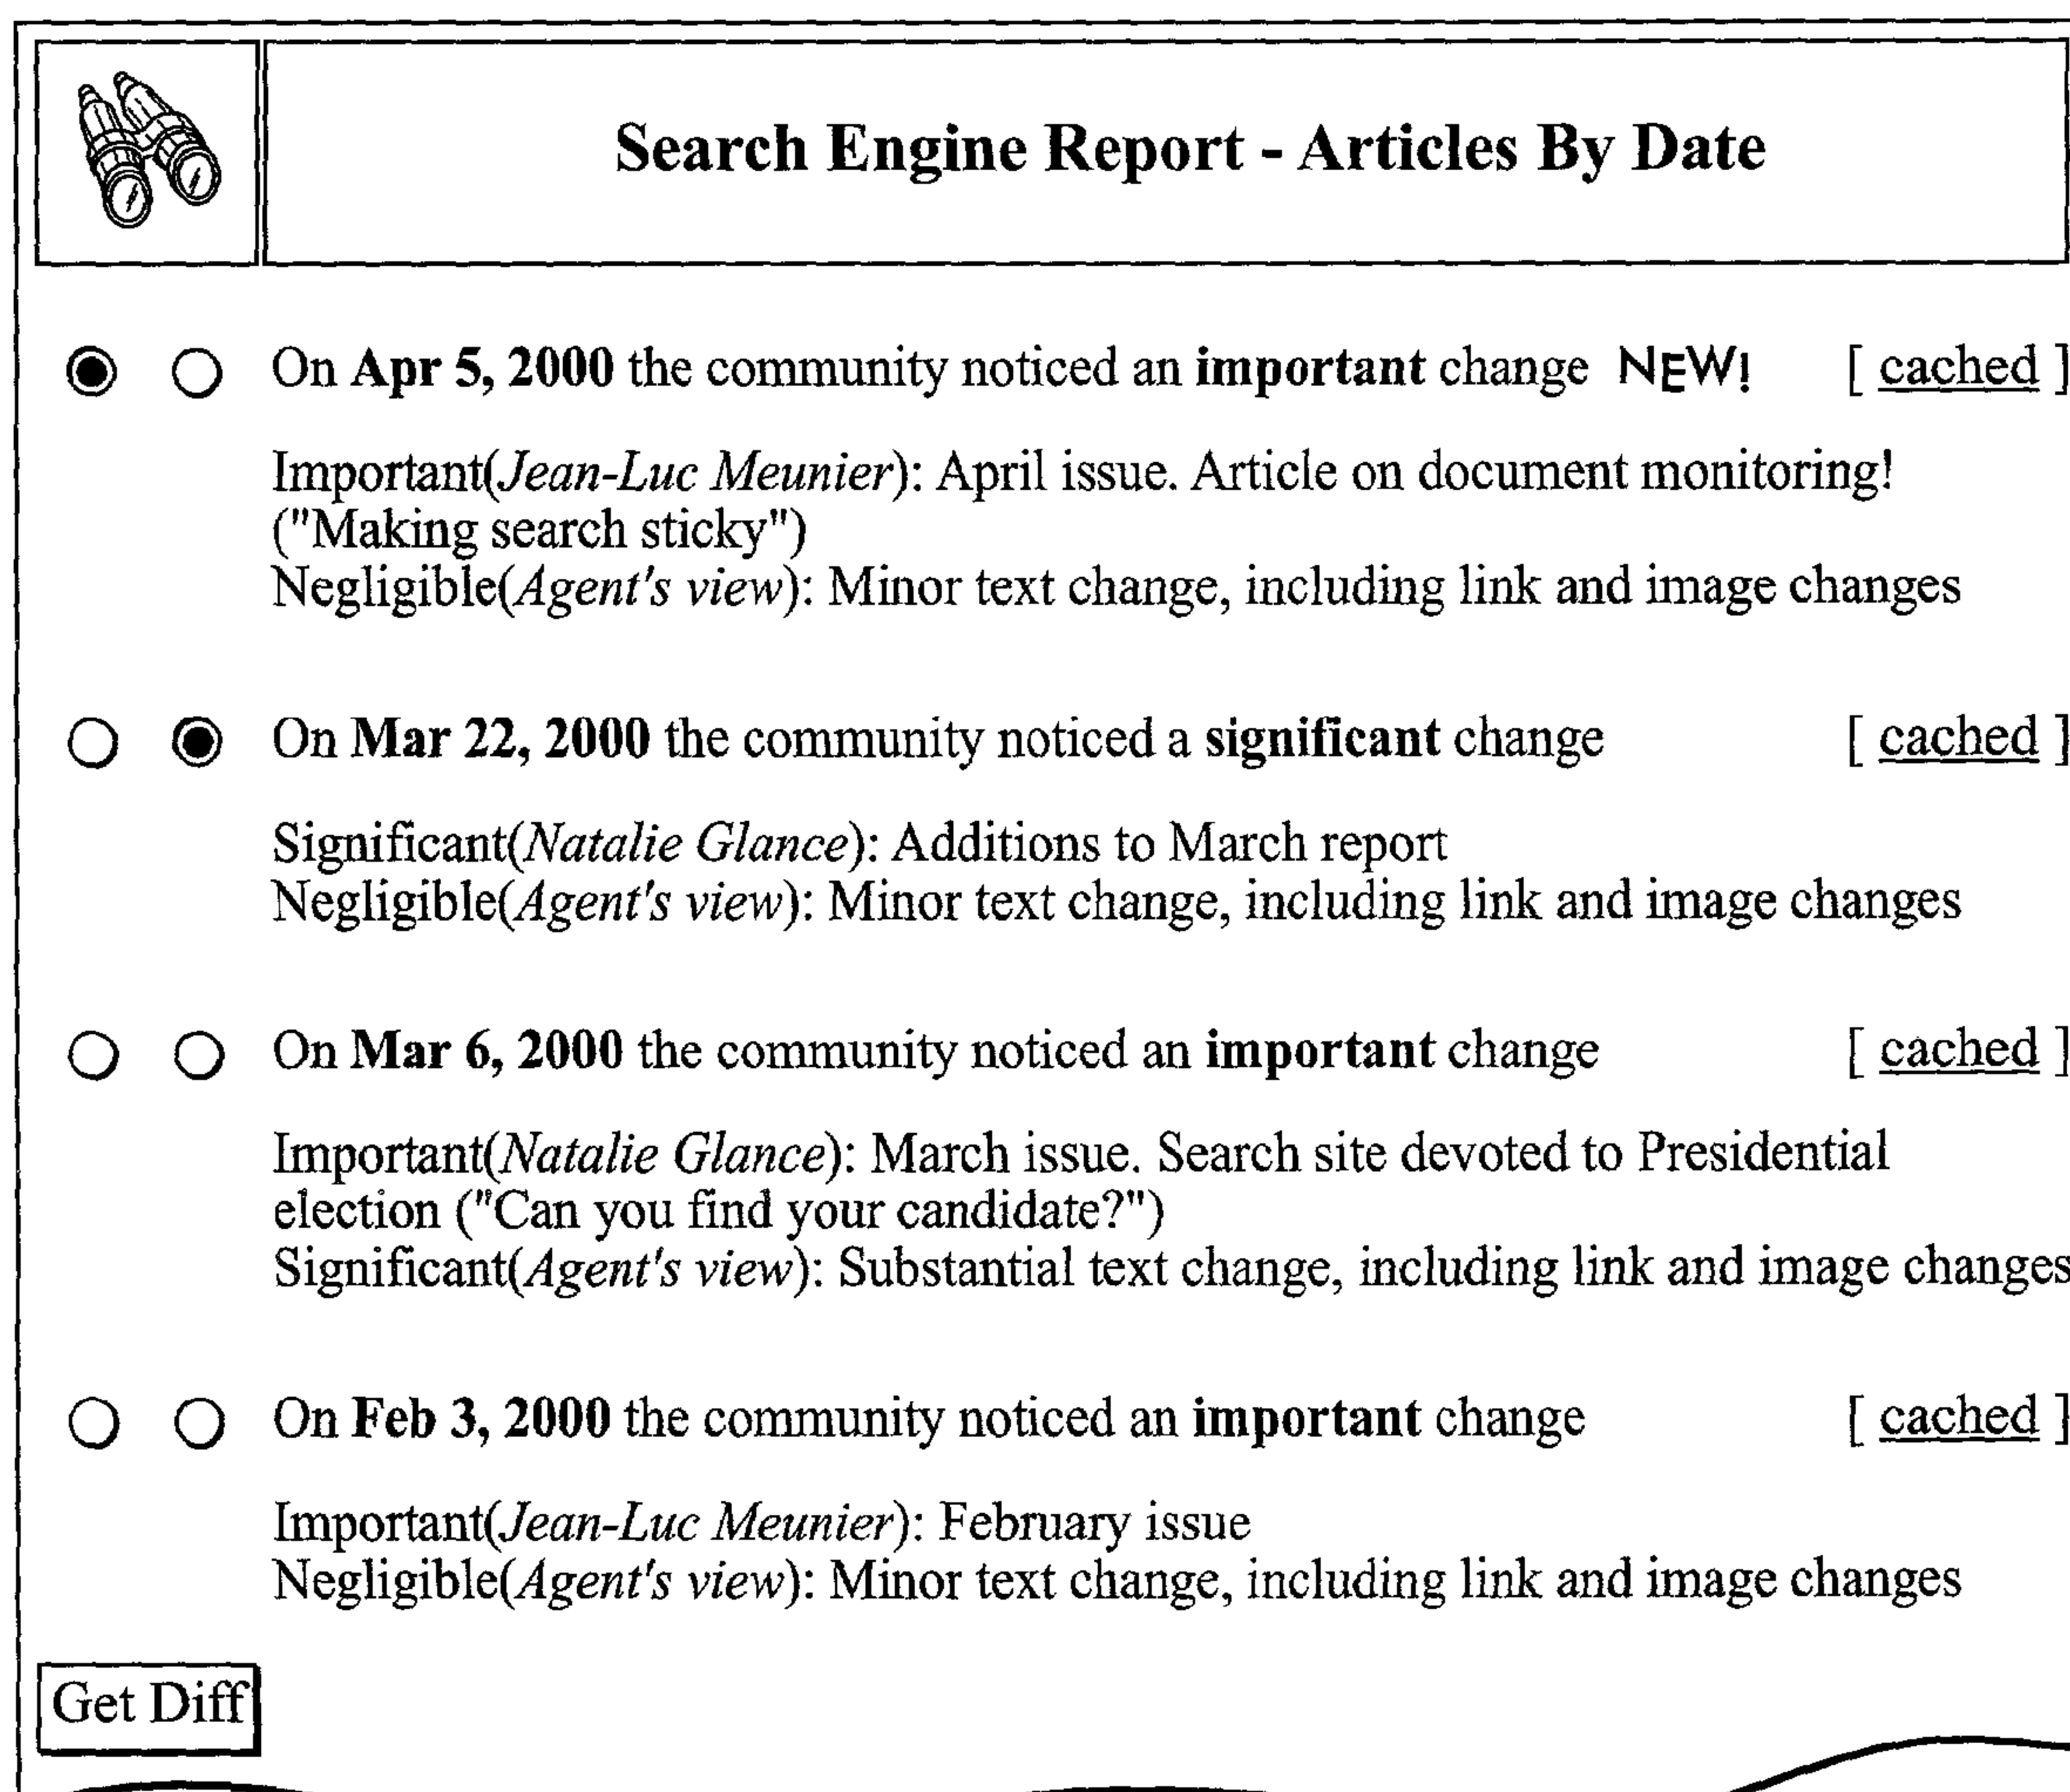 Search Engine Report - Articles By Date
On Apr 5, 2000 the community noticed an important change NEW! [ cached ]
Important(Jean-Luc Meunier): April issue. Article on document monitoring!
("Making search sticky")
Negligible(Agent's view): Minor text change, including link and image changes
On Mar 22, 2000 the community noticed a significant change [ cached ]
Significant(Natalie Glance): Additions to March report
Negligible(Agent's view): Minor text change, including link and image changes
On Mar 6, 2000 the community noticed an important change [ cached ]
Important(Natalie Glance): March issue. Search site devoted to Presidential
election ("Can you find your candidate?")
Significant(Agent's view): Substantial text change, including link and image changes
On Feb 3, 2000 the community noticed an important change [ cached ]
Important(Jean-Luc Meunier): February issue
Negligible(Agent's view): Minor text change, including link and image changes
Get Diff